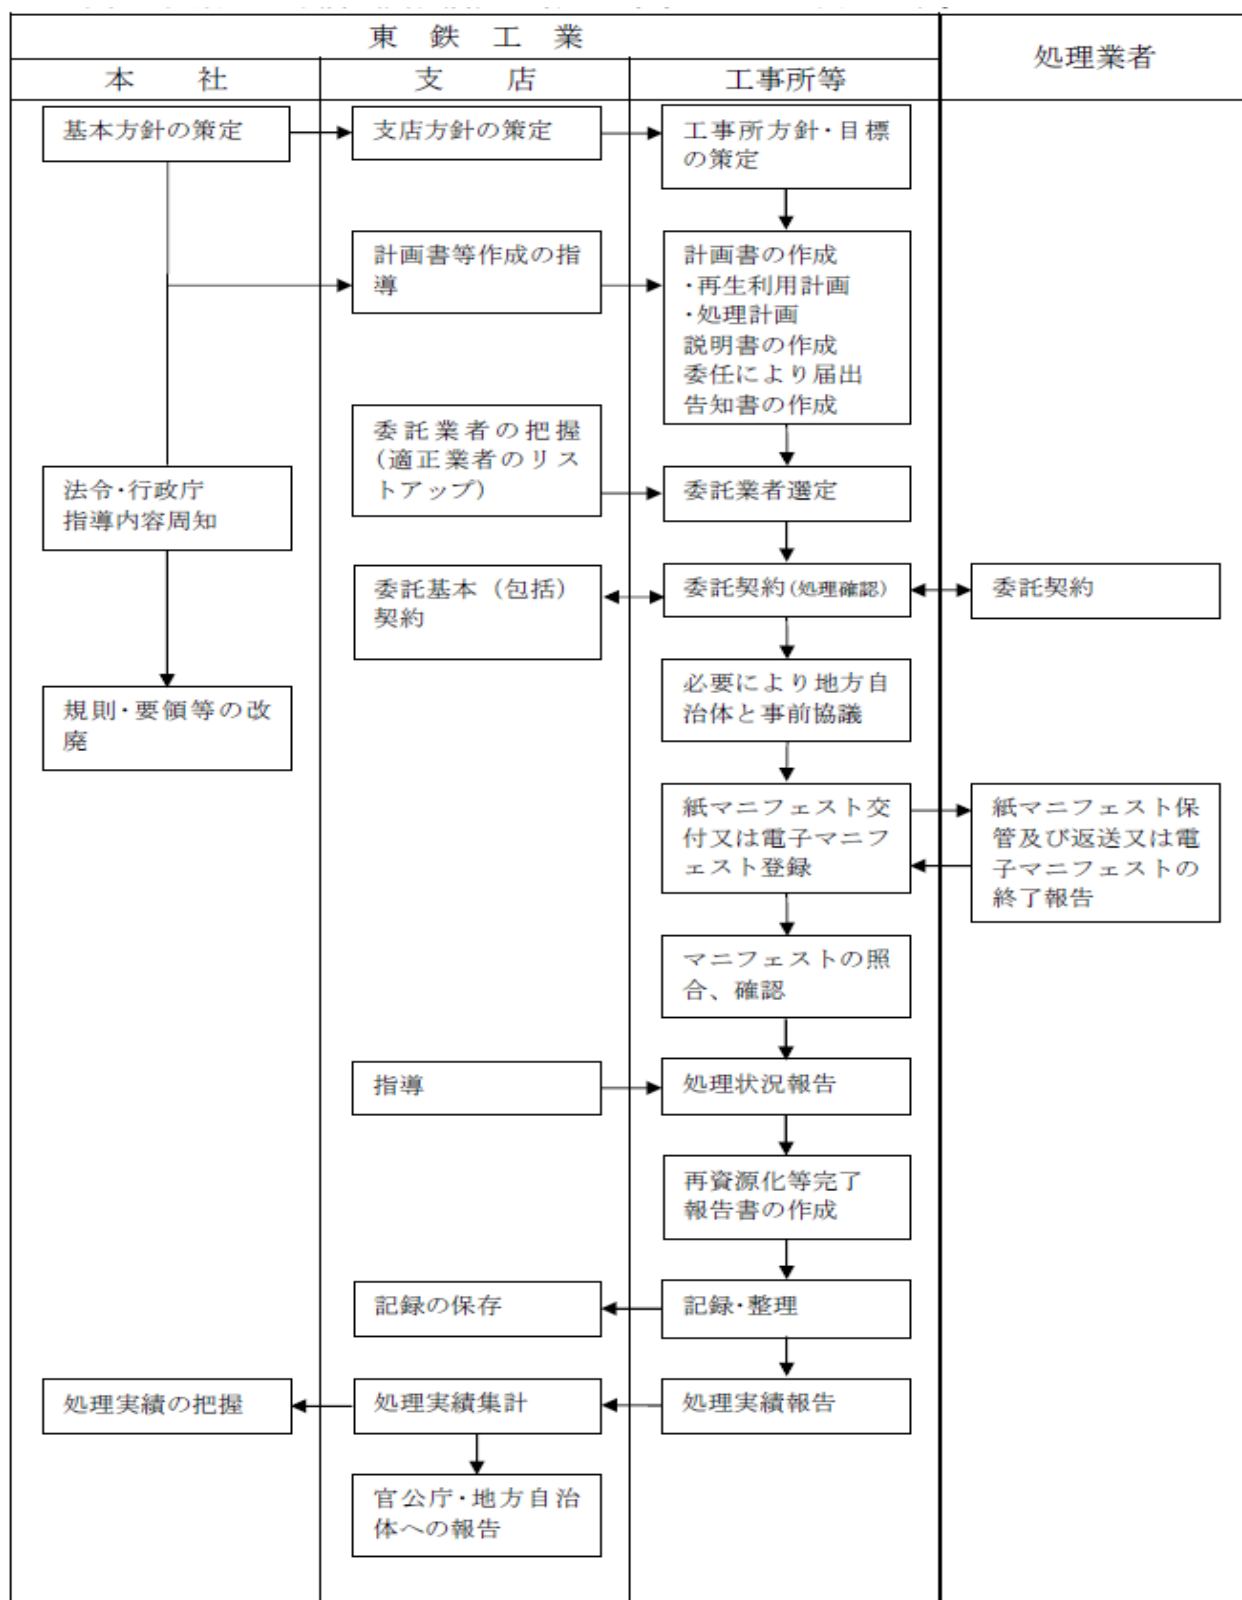 東鉄工業
処理業者
本社
支店
工事所等
基本方針の策定
支店方針の策定
工事所方針・目標
の策定
計画書等作成の指
導
計画書の作成
・再生利用計画
・処理計画
説明書の作成
委任により届出
告知書の作成
委託業者の把握
(適正業者のリス
トアップ)
法令・行政庁
指導内容周知
委託業者選定
委託基本（包括）
契約
委託契約(処理確認)
委託契約
必要により地方自
治体と事前協議
規則・要領等の改
廃
紙マニフェスト交
付又は電子マニフ
ェスト登録
紙マニフェスト保
管及び返送又は電
子マニフェストの
終了報告
マニフェストの照
合、確認
指導
処理状況報告
再資源化等完了
報告書の作成
記録の保存
記録・整理
処理実績の把握
処理実績集計
処理実績報告
官公庁・地方自治
体への報告